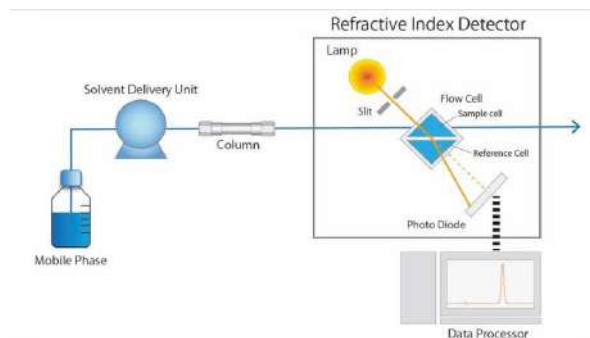 Refractive Index Detector
Lamp
Solvent Delivery Unit
Flow Cell
Slit
Sample cell
Column
Reference Cell
Photo Diode
Mobile Phase
Data Processor